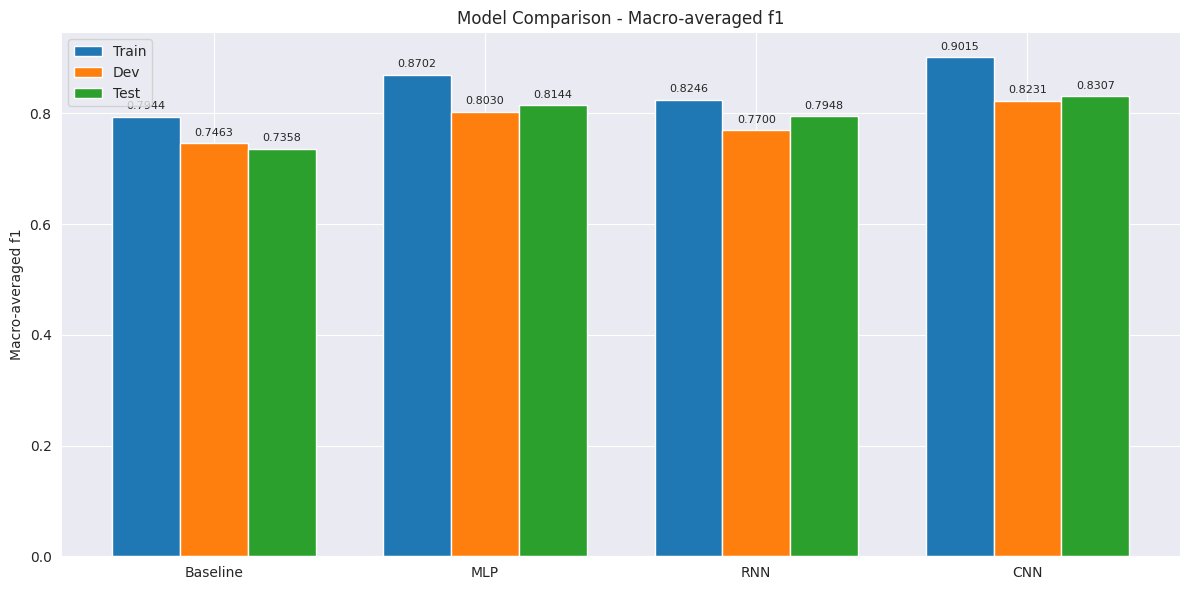 Model Comparison - Macro-averaged f1
Train
Dev
Test
0.7944
0.7463
0.7358
0.8702
0.8030
0.8144
0.8246
0.7700
0.7948
0.9015
0.8231
0.8307
Macro-averaged f1
0.8
0.6
0.4
0.2
0.0
Baseline
MLP
RNN
CNN